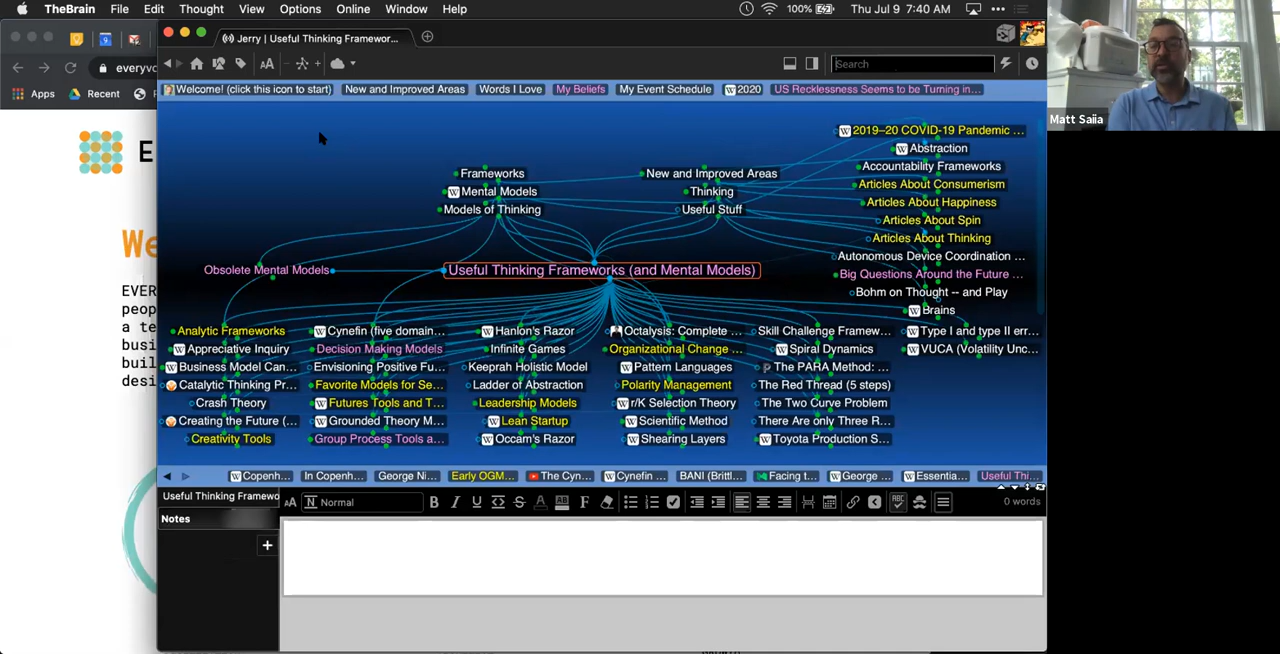 TheBrain File Edit Thought View Options Online Window Help 100% Thu Jul 9 7:40 AM
Jerry | Useful Thinking Framewor...
everyvo
Search
Apps Recent
Welcome! (click this icon to start) New and Improved Areas Words I Love My Beliefs My Event Schedule 2020 US Recklessness Seems to be Turning in...
Matt Saiia
E
We
EVER
peop
a te
busi
buil
desi
2019–20 COVID-19 Pandemic ...
Abstraction
Accountability Frameworks
Articles About Consumerism
Articles About Happiness
Articles About Spin
Articles About Thinking
Autonomous Device Coordination ...
Big Questions Around the Future ...
Bohm on Thought -- and Play
Brains
Frameworks
Mental Models
Models of Thinking
New and Improved Areas
Thinking
Useful Stuff
Obsolete Mental Models
Useful Thinking Frameworks (and Mental Models)
Analytic Frameworks
Appreciative Inquiry
Business Model Can...
Catalytic Thinking Pr...
Crash Theory
Creating the Future (...
Creativity Tools
Cynefin (five domain...
Decision Making Models
Envisioning Positive Fu...
Favorite Models for Se...
Futures Tools and T...
Grounded Theory M...
Group Process Tools a...
Hanlon's Razor
Infinite Games
Keeprah Holistic Model
Ladder of Abstraction
Leadership Models
Lean Startup
Occam's Razor
Octalysis: Complete ...
Organizational Change ...
Pattern Languages
Polarity Management
r/K Selection Theory
Scientific Method
Shearing Layers
Skill Challenge Framew...
Spiral Dynamics
The PARA Method: ...
The Red Thread (5 steps)
The Two Curve Problem
There Are only Three R...
Toyota Production S...
Type I and type II err...
VUCA (Volatility Unc...
Copenh... In Copenh... George Ni... Early OGM... The Cyn... Cynefin ... BANI (Brittl... Facing t... George ... Essentia... Useful Thi...
Useful Thinking Framewo
Normal
B I U S A F
0 words
Notes